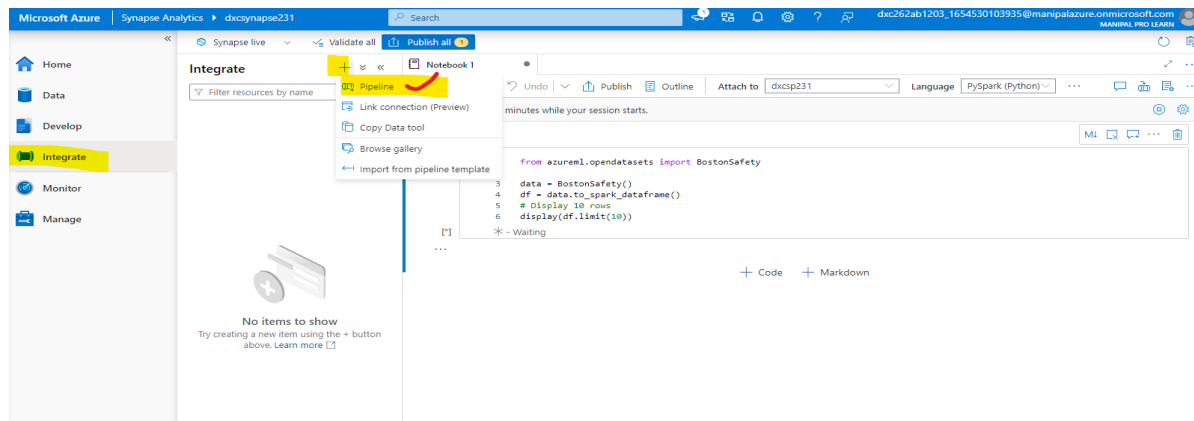 Microsoft Azure | Synapse Analytics ▸ dxcsynapse231
Search
dxc262ab1203_1654530103935@manipalazure.onmicrosoft.com
MANIPAL PRO LEARN
Synapse live
Validate all
Publish all 1
Home
Data
Develop
Integrate
Monitor
Manage
Integrate
Filter resources by name
Pipeline
Link connection (Preview)
Copy Data tool
Browse gallery
Import from pipeline template
No items to show
Try creating a new item using the + button
above. Learn more
Notebook 1
Undo
Publish
Outline
Attach to
dxcsp231
Language
PySpark (Python)
minutes while your session starts.
from azureml.opendatasets import BostonSafety
3 data = BostonSafety()
4 df = data.to_spark_dataframe()
5 # Display 10 rows
6 display(df.limit(10))
[*]
- Waiting
+ Code + Markdown